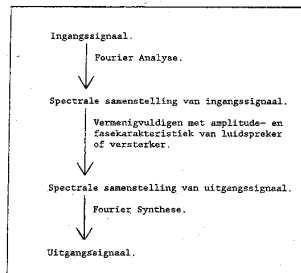 Ingangssignaal.
Fourier Analyse.
Spectrale samenstelling van ingangssignaal.
Vermenigvuldigen met amplitude- en
fasekarakteristiek van luidspreker
of versterker.
Spectrale samenstelling van uitgangssignaal.
Fourier Synthese.
Uitgangssignaal.